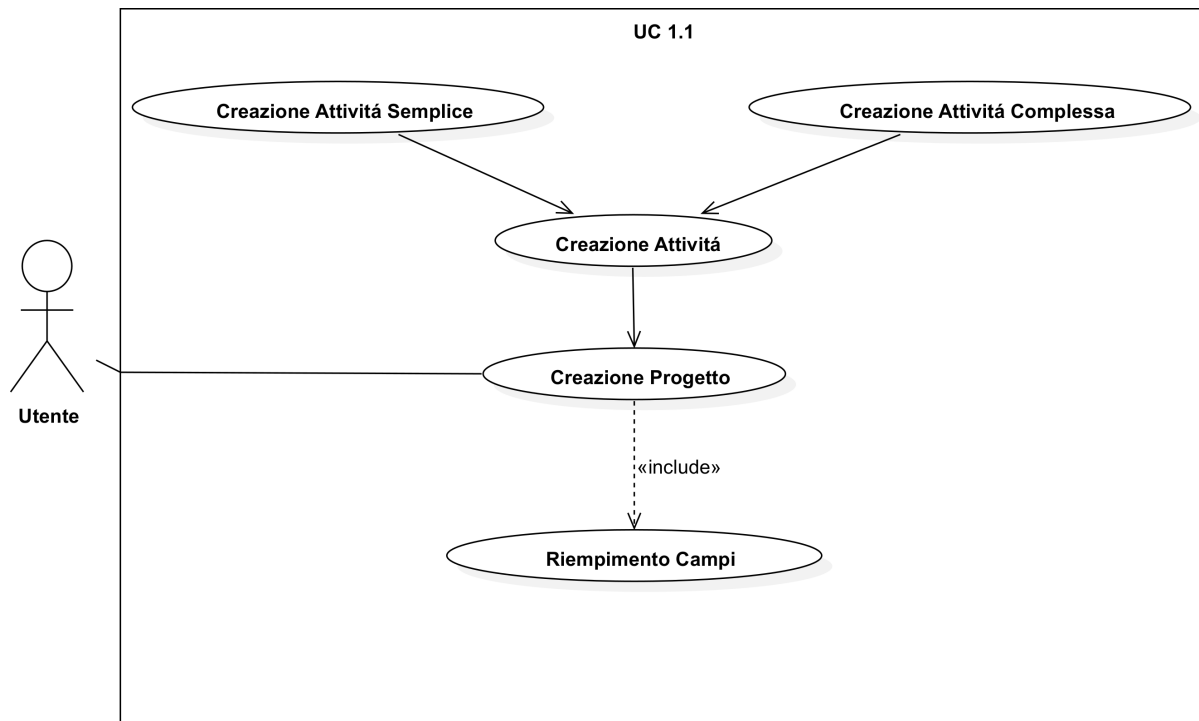 UC 1.1
Creazione Attivitá Semplice
Creazione Attivitá Complessa
Creazione Attivitá
Creazione Progetto
Utente
«include»
Riempimento Campi